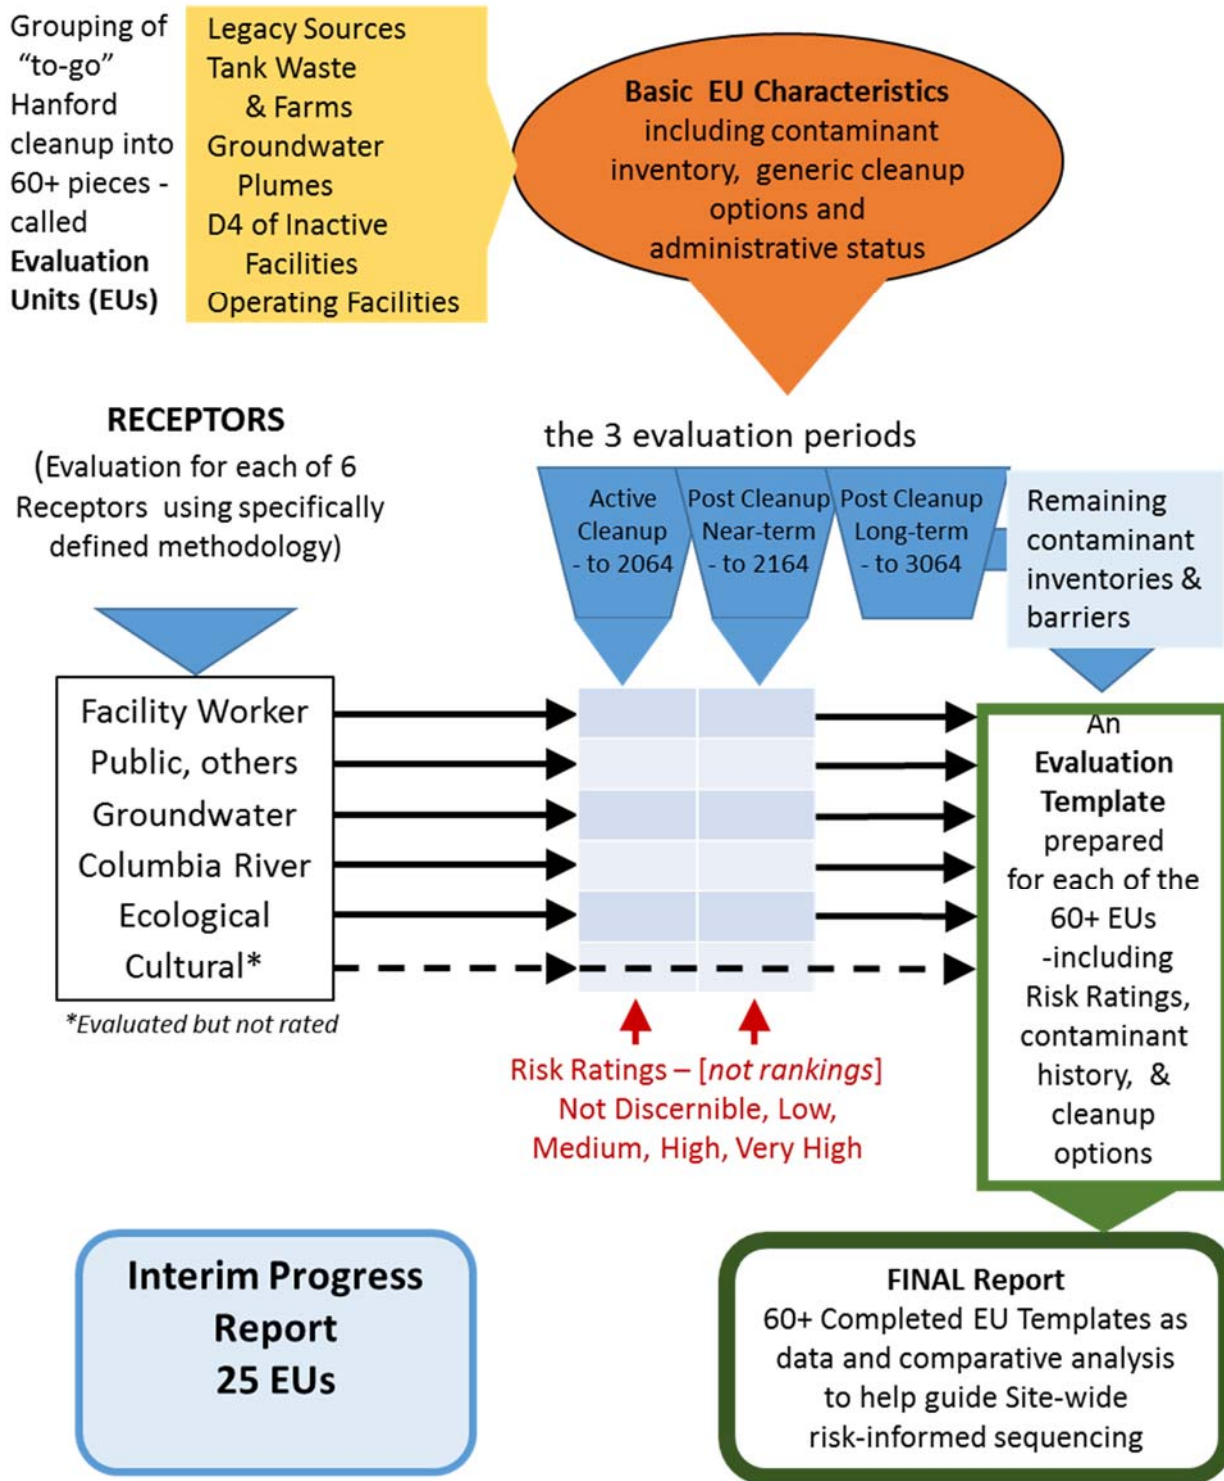 Grouping of
"to-go"
Hanford
cleanup into
60+ pieces -
called
Evaluation
Units (EUs)
Legacy Sources
Tank Waste
& Farms
Groundwater
Plumes
D4 of Inactive
Facilities
Operating Facilities
Basic EU Characteristics
including contaminant
inventory, generic cleanup
options and
administrative status
RECEPTORS
(Evaluation for each of 6
Receptors using specifically
defined methodology)
the 3 evaluation periods
Active
Cleanup
- to 2064
Post Cleanup
Near-term
- to 2164
Post Cleanup
Long-term
- to 3064
Remaining
contaminant
inventories &
barriers
Facility Worker
Public, others
Groundwater
Columbia River
Ecological
Cultural*
*Evaluated but not rated
Risk Ratings – [not rankings]
Not Discernible, Low,
Medium, High, Very High
An
Evaluation
Template
prepared
for each of the
60+ EUs
-including
Risk Ratings,
contaminant
history, &
cleanup
options
Interim Progress
Report
25 EUs
FINAL Report
60+ Completed EU Templates as
data and comparative analysis
to help guide Site-wide
risk-informed sequencing